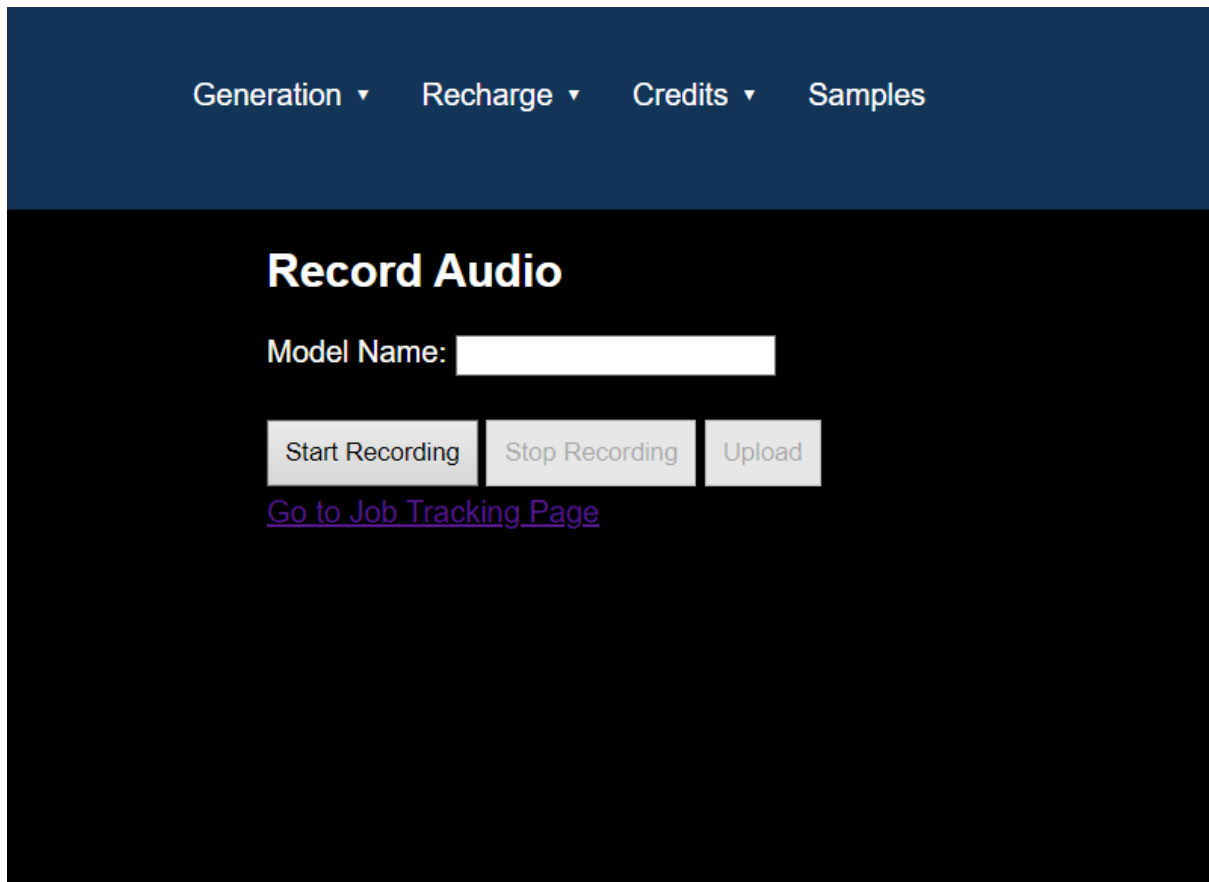 Generation ▾ Recharge ▾ Credits ▾ Samples
Record Audio
Model Name:
Start Recording Stop Recording Upload
Go to Job Tracking Page